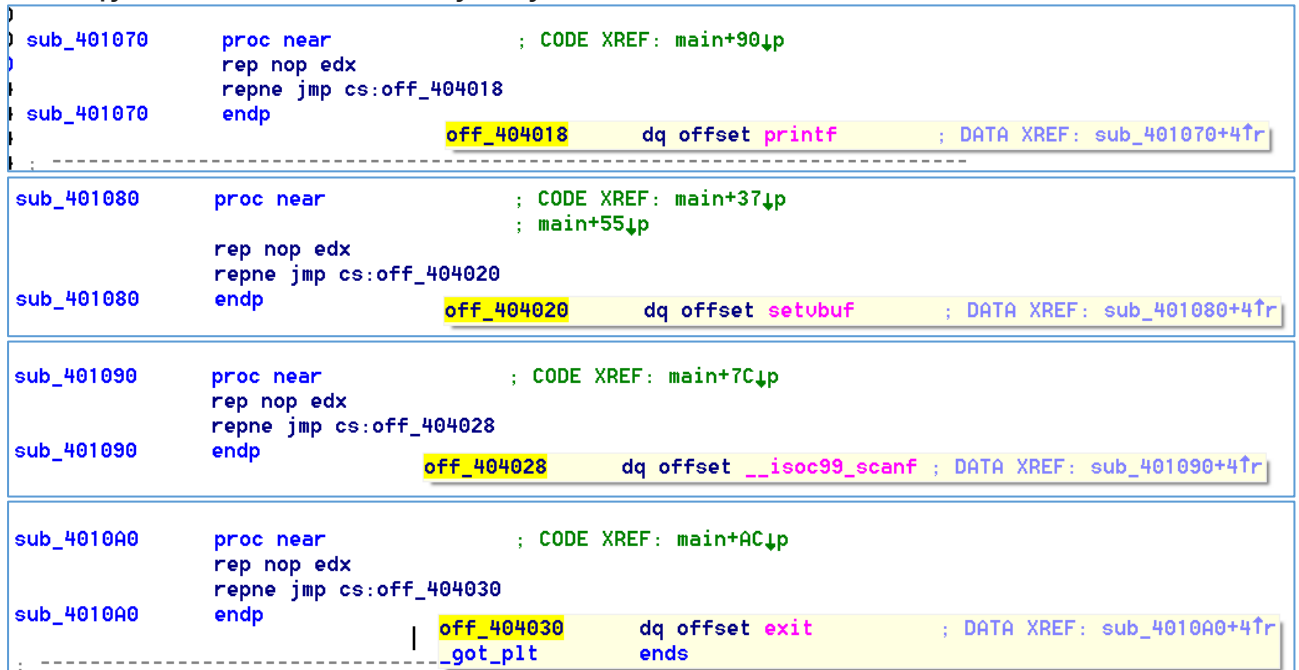 sub_401070 proc near ; CODE XREF: main+90↓p
rep nop edx
repne jmp cs:off_404018
sub_401070 endp
off_404018 dq offset printf ; DATA XREF: sub_401070+4↑r
; ---------------------------------------------------------------------------
sub_401080 proc near ; CODE XREF: main+37↓p
; main+55↓p
rep nop edx
repne jmp cs:off_404020
sub_401080 endp
off_404020 dq offset setvbuf ; DATA XREF: sub_401080+4↑r
sub_401090 proc near ; CODE XREF: main+7C↓p
rep nop edx
repne jmp cs:off_404028
sub_401090 endp
off_404028 dq offset __isoc99_scanf ; DATA XREF: sub_401090+4↑r
sub_4010A0 proc near ; CODE XREF: main+AC↓p
rep nop edx
repne jmp cs:off_404030
sub_4010A0 endp
off_404030 dq offset exit ; DATA XREF: sub_4010A0+4↑r
; ---------------------------------- _got_plt ends